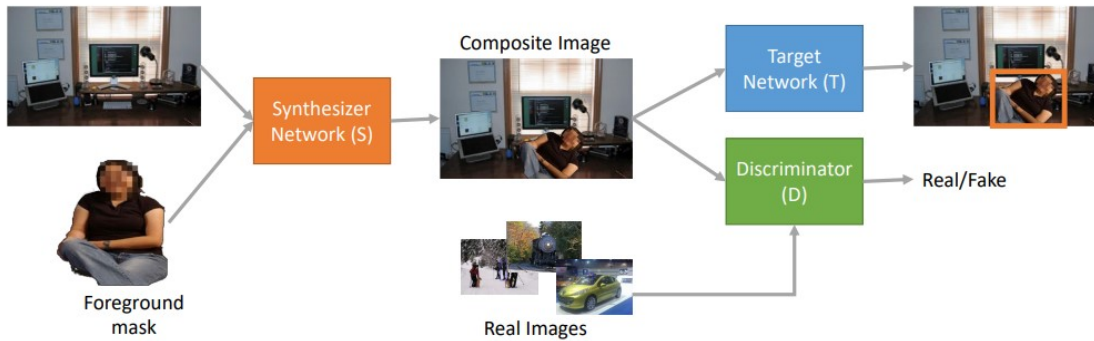 Composite Image
Synthesizer
Network (S)
Target
Network (T)
Discriminator
(D)
Real/Fake
Foreground
mask
Real Images